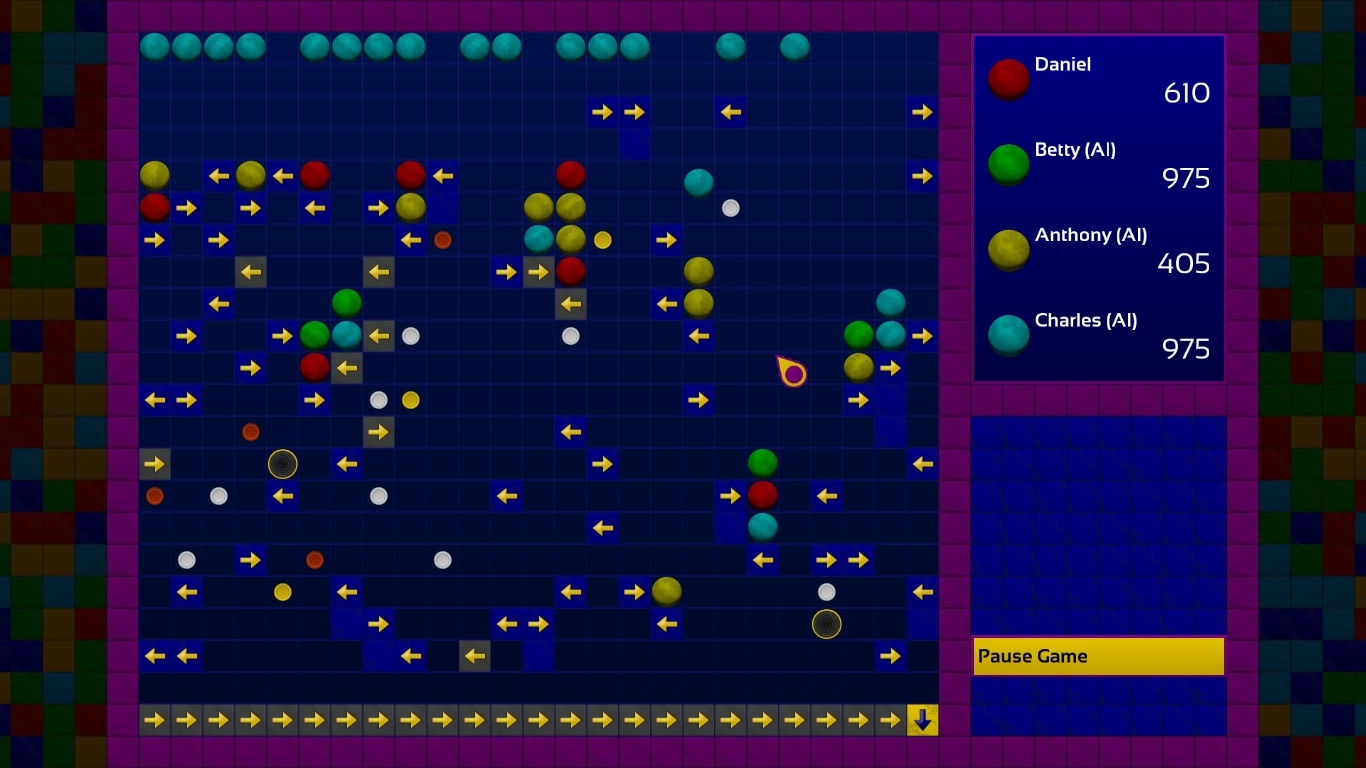 Daniel
610
Betty (AI)
975
Anthony (AI)
405
Charles (AI)
975
Pause Game